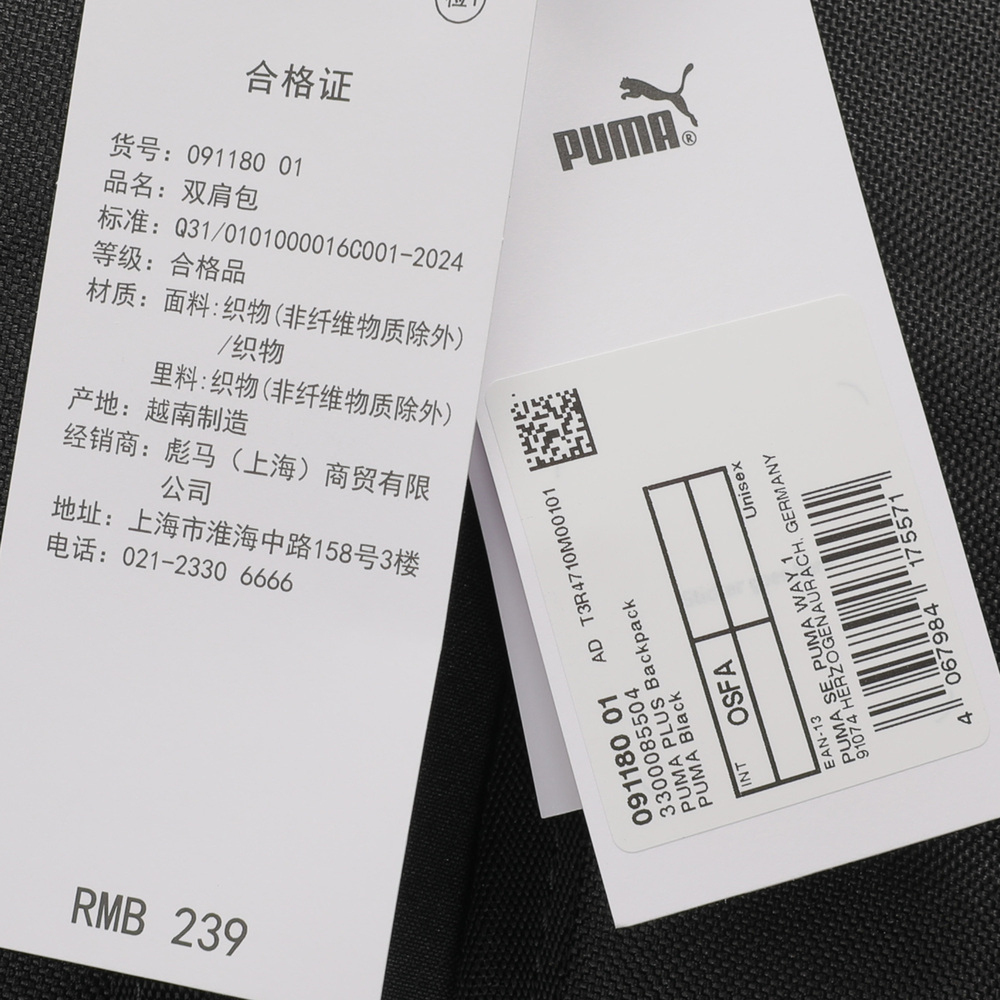 检1
合格证
货号：091180 01
品名：双肩包
标准：Q31/0101000016C001-2024
等级：合格品
材质：面料:织物(非纤维物质除外)
/织物
里料:织物(非纤维物质除外)
产地：越南制造
经销商：彪马（上海）商贸有限
公司
地址：上海市淮海中路158号3楼
电话：021-2330 6666
RMB 239
PUMA®
AD T3R4710M00101
091180 01
3300085504
PUMA PLUS Backpack
PUMA Black
INT OSFA Unisex
EAN-13
PUMA SE, PUMA WAY 1
91074 HERZOGENAURACH, GERMANY
4 067984 175571